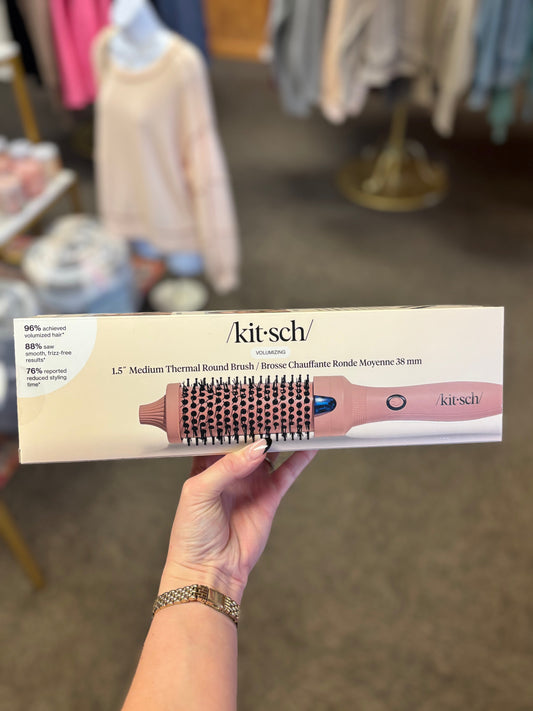 96% achieved
volumized hair*
88% saw
smooth, frizz-free
results*
76% reported
reduced styling
time*
/kit·sch/
VOLUMIZING
1.5″ Medium Thermal Round Brush / Brosse Chauffante Ronde Moyenne 38 mm
/kit·sch/